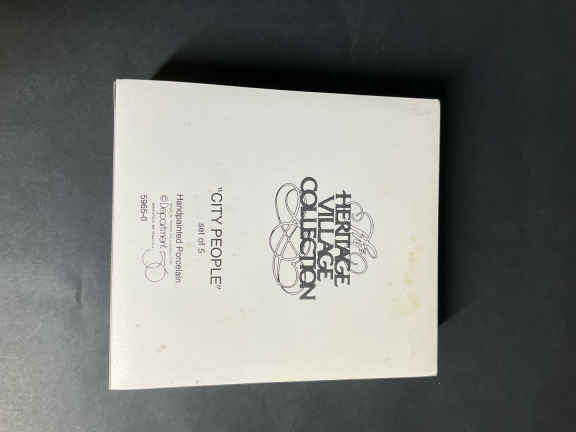 The
HERITAGE
VILLAGE
COLLECTION
"CITY PEOPLE"
set of 5
Handpainted Porcelain
© Department 56
5965-0